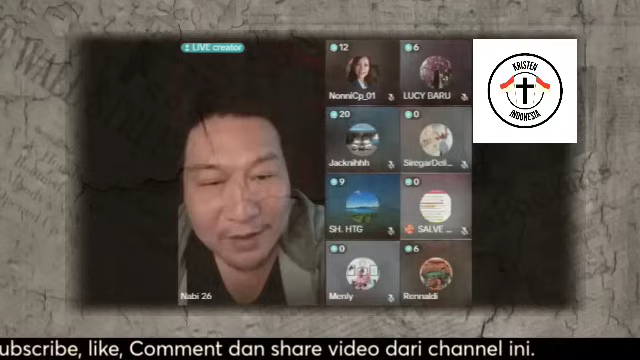 LIVE creator
12
NonniCp_01
6
LUCY BARU
20
Jacknihhh
0
SiregarDeli...
9
SH. HTG
0
SALVE ...
0
Menly
6
Rennaldi
Nabi 26
KRISTEN
INDONESIA
ubscribe, like, Comment dan share video dari channel ini.